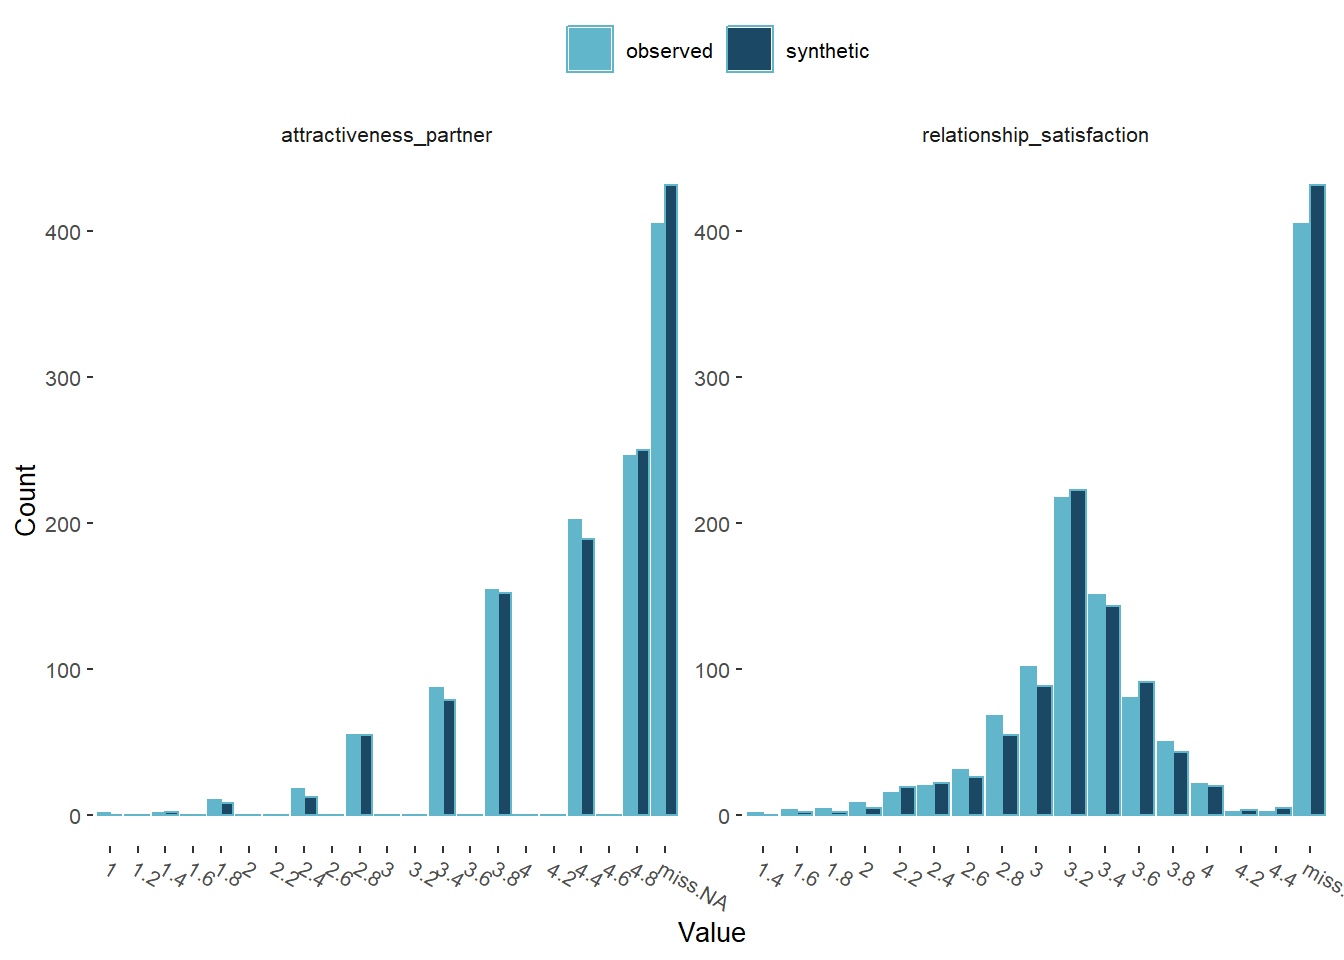 observed synthetic
attractiveness_partner relationship_satisfaction
Count
400
300
200
100
0
400
300
200
100
0
1 1.2 1.4 1.6 1.8 2 2.2 2.4 2.6 2.8 3 3.2 3.4 3.6 3.8 4 4.2 4.4 4.6 4.8 miss.NA
1.4 1.6 1.8 2 2.2 2.4 2.6 2.8 3 3.2 3.4 3.6 3.8 4 4.2 4.4 miss.
Value